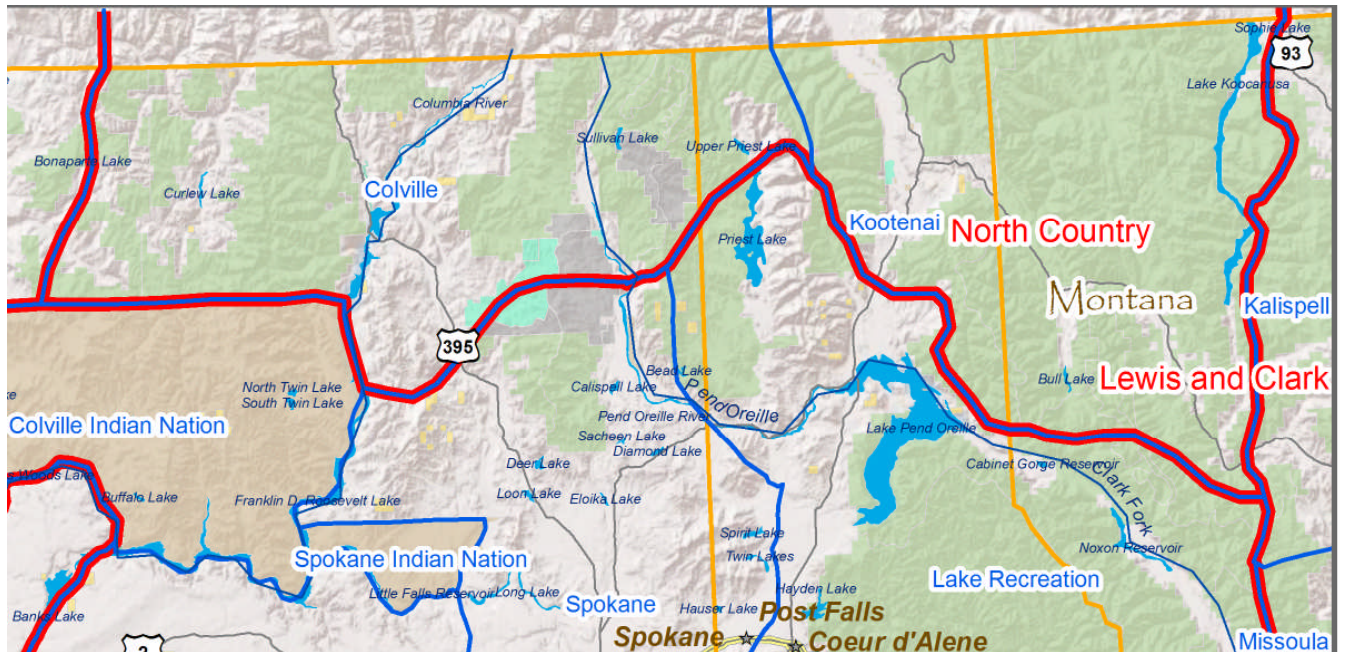 Sophie Lake
93
Lake Koocanusa
Columbia River
Sullivan Lake
Upper Priest Lake
Bonaparte Lake
Curlew Lake
Colville
Kootenai
North Country
Priest Lake
Montana
Kalispell
395
North Twin Lake
South Twin Lake
Bead Lake
Calispell Lake
Bull Lake
Lewis and Clark
Colville Indian Nation
Pend Oreille River
Pend Oreille
Lake Pend Oreille
Sacheen Lake
Diamond Lake
Deer Lake
Cabinet Gorge Reservoir
Clark Fork
Woods Lake
Buffalo Lake
Franklin D. Roosevelt Lake
Loon Lake
Eloika Lake
Spirit Lake
Twin Lakes
Noxon Reservoir
Spokane Indian Nation
Lake Recreation
Little Falls Reservoir
Long Lake
Hayden Lake
Spokane
Hauser Lake
Post Falls
Banks Lake
Spokane
Coeur d'Alene
Missoula
2